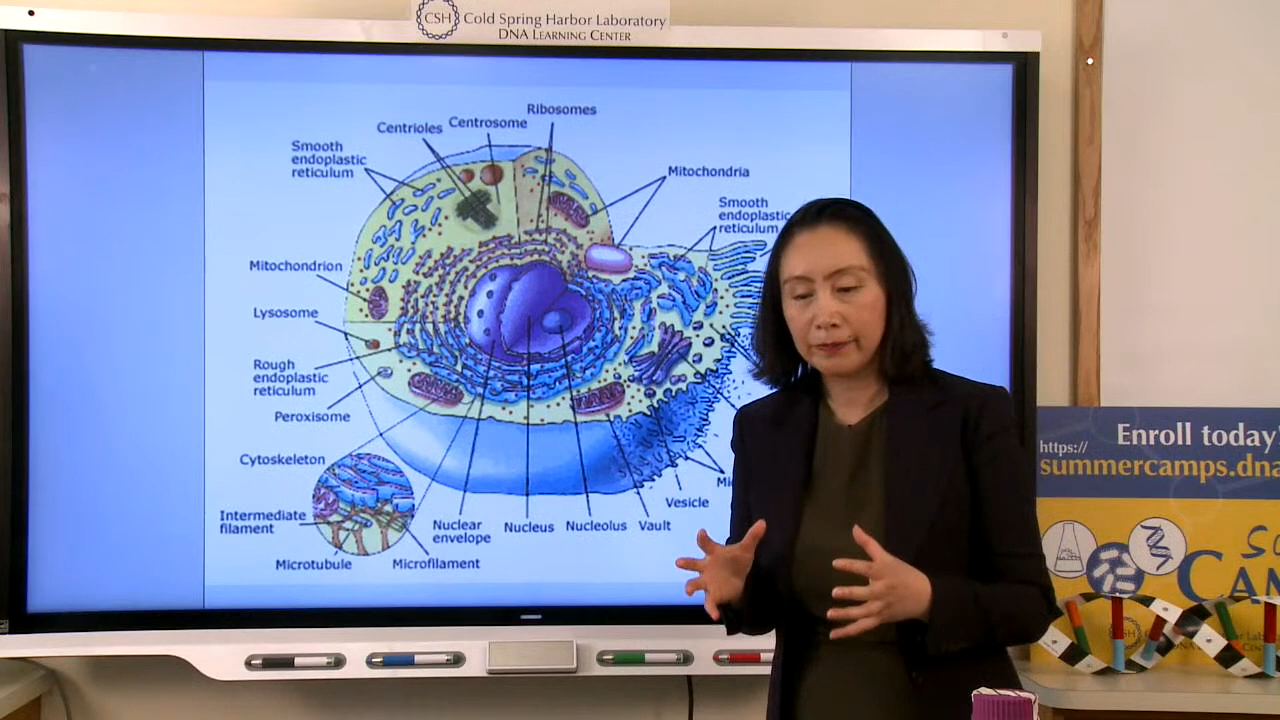 CSH Cold Spring Harbor Laboratory
DNA LEARNING CENTER
Ribosomes
Centrosome
Centrioles
Smooth
endoplastic
reticulum
Mitochondria
Smooth
endoplastic
reticulum
Mitochondrion
Lysosome
Rough
endoplastic
reticulum
Peroxisome
Cytoskeleton
Intermediate
filament
Microtubule
Microfilament
Nuclear
envelope
Nucleus
Nucleolus
Vault
Vesicle
Mi
Enroll today
https://
summercamps.dna